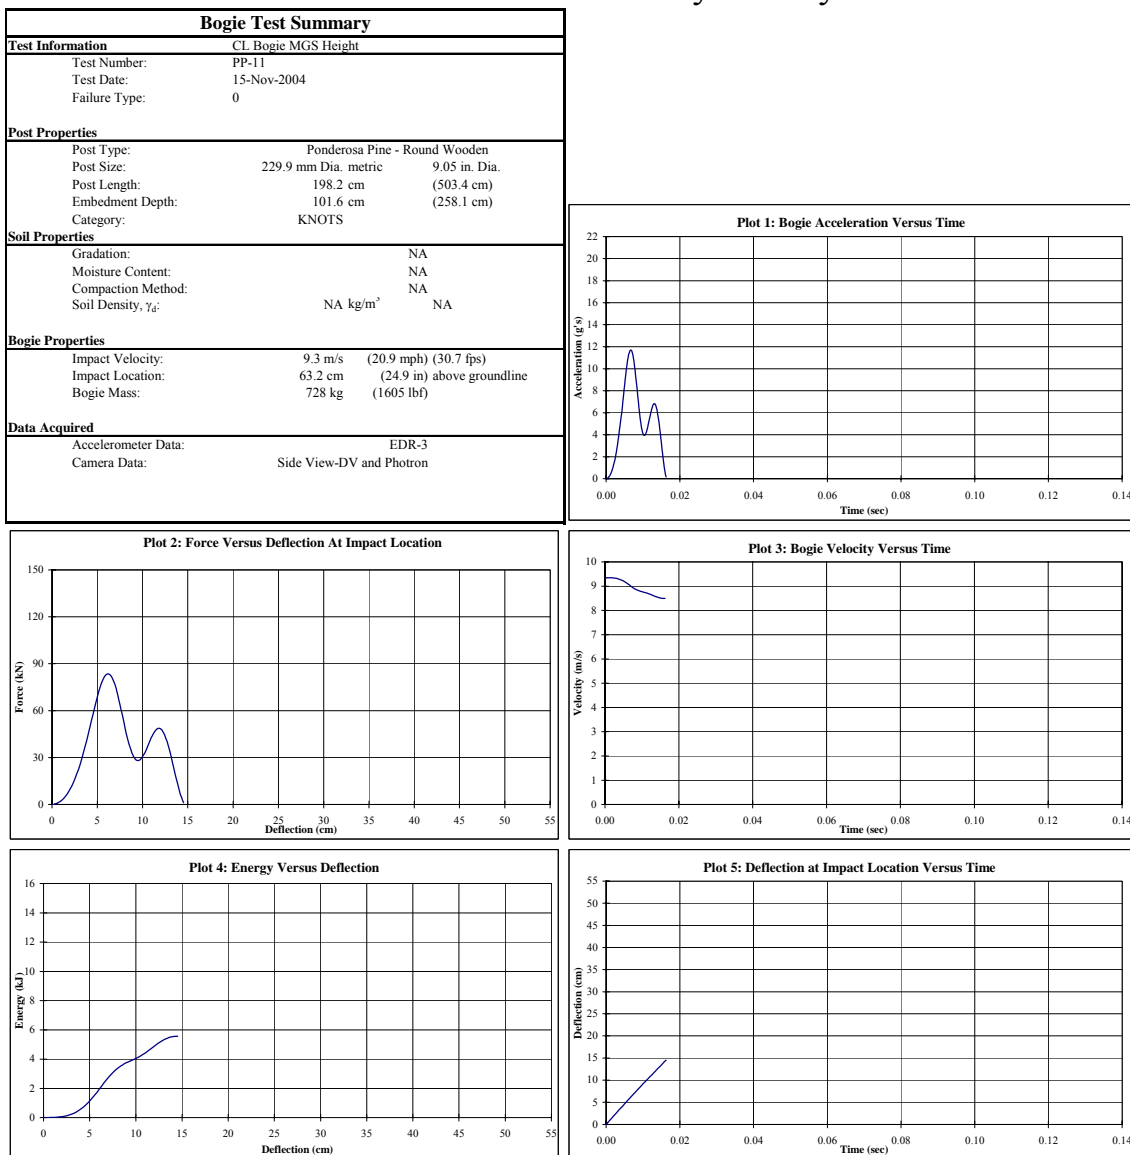 Bogie Test Summary
Test Information CL Bogie MGS Height
Test Number: PP-11
Test Date: 15-Nov-2004
Failure Type: 0
Post Properties
Post Type: Ponderosa Pine - Round Wooden
Post Size: 229.9 mm Dia. metric 9.05 in. Dia.
Post Length: 198.2 cm (503.4 cm)
Embedment Depth: 101.6 cm (258.1 cm)
Category: KNOTS
Soil Properties
Gradation: NA
Moisture Content: NA
Compaction Method: NA
Soil Density, γd: NA kg/m³ NA
Bogie Properties
Impact Velocity: 9.3 m/s (20.9 mph) (30.7 fps)
Impact Location: 63.2 cm (24.9 in) above groundline
Bogie Mass: 728 kg (1605 lbf)
Data Acquired
Accelerometer Data: EDR-3
Camera Data: Side View-DV and Photron
Plot 1: Bogie Acceleration Versus Time
22
20
18
16
14
12
10
8
6
4
2
0
Acceleration (g's)
0.00 0.02 0.04 0.06 0.08 0.10 0.12 0.14
Time (sec)
Plot 2: Force Versus Deflection At Impact Location
150
120
90
60
30
0
Force (kN)
0 5 10 15 20 25 30 35 40 45 50 55
Deflection (cm)
Plot 3: Bogie Velocity Versus Time
10
9
8
7
6
5
4
3
2
1
0
Velocity (m/s)
0.00 0.02 0.04 0.06 0.08 0.10 0.12 0.14
Time (sec)
Plot 4: Energy Versus Deflection
16
14
12
10
8
6
4
2
0
Energy (kJ)
0 5 10 15 20 25 30 35 40 45 50 55
Deflection (cm)
Plot 5: Deflection at Impact Location Versus Time
55
50
45
40
35
30
25
20
15
10
5
0
Deflection (cm)
0.00 0.02 0.04 0.06 0.08 0.10 0.12 0.14
Time (sec)